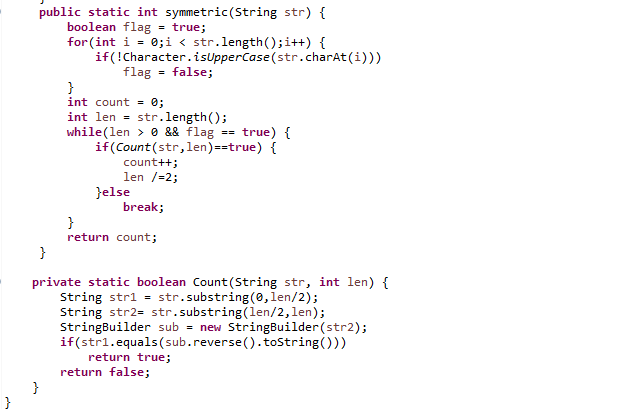 }
public static int symmetric(String str) {
boolean flag = true;
for(int i = 0;i < str.length();i++) {
if(!Character.isUpperCase(str.charAt(i)))
flag = false;
}
int count = 0;
int len = str.length();
while(len > 0 && flag == true) {
if(Count(str,len)==true) {
count++;
len /=2;
}else
break;
}
return count;
}
private static boolean Count(String str, int len) {
String str1 = str.substring(0,len/2);
String str2= str.substring(len/2,len);
StringBuilder sub = new StringBuilder(str2);
if(str1.equals(sub.reverse().toString()))
return true;
return false;
}
}